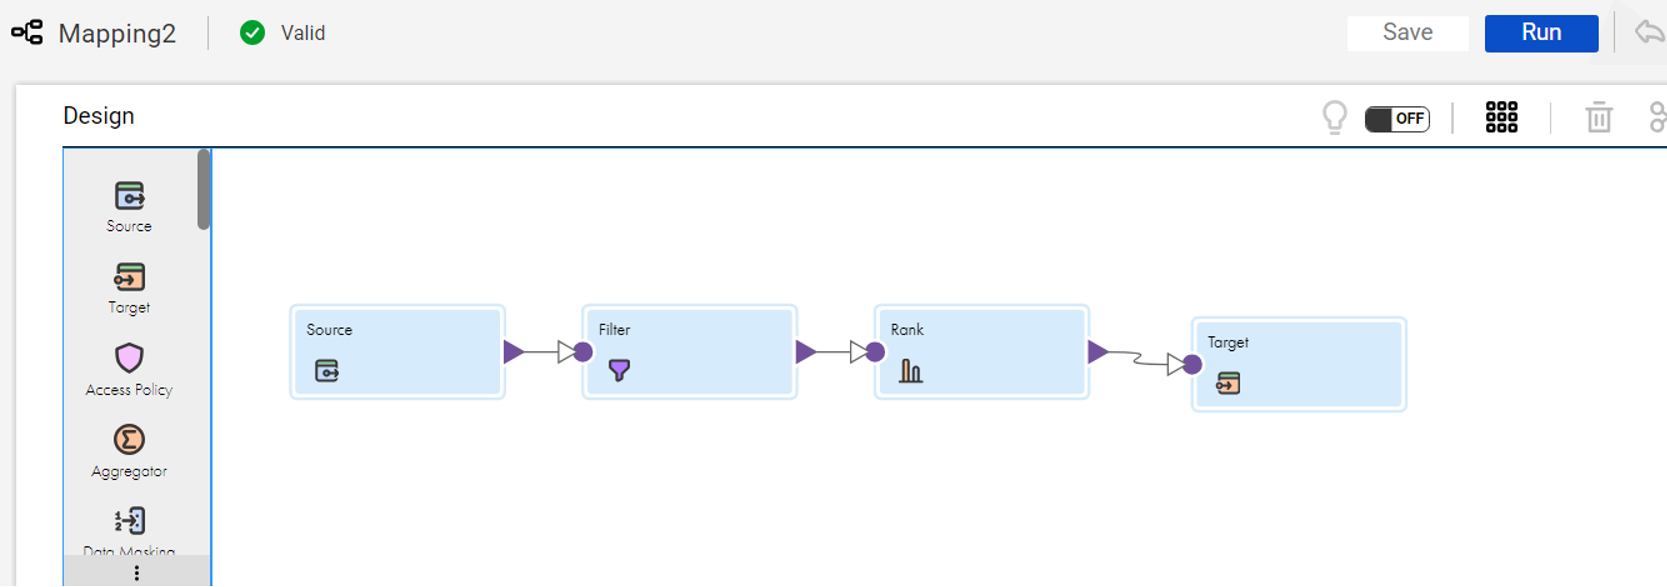 Mapping2
Valid
Save
Run
Design
OFF
Source
Target
Access Policy
Aggregator
Data Masking
Source
Filter
Rank
Target